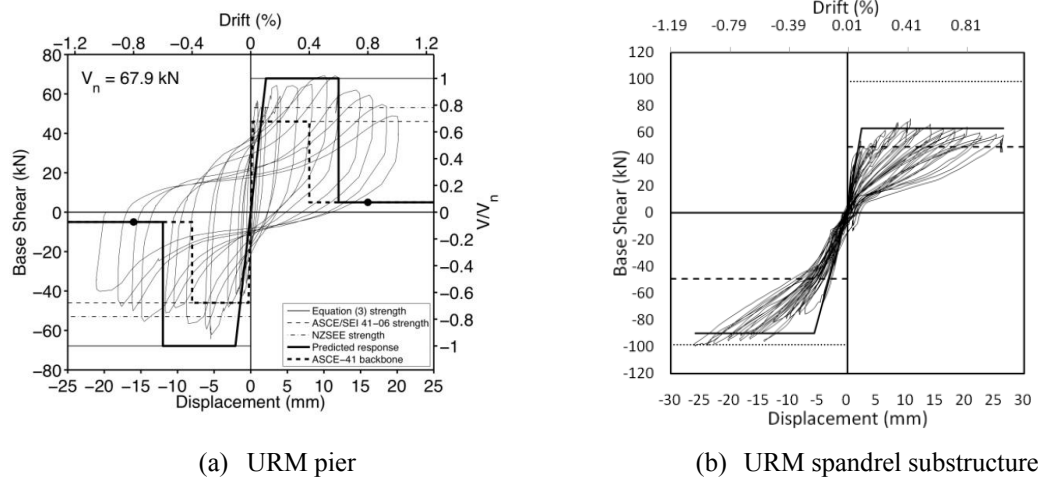 Drift (%)
−1.2 −0.8 −0.4 0 0.4 0.8 1.2
80
60
40
20
0
−20
−40
−60
−80
Base Shear (kN)
V_n = 67.9 kN
1
0.8
0.6
0.4
0.2
0
−0.2
−0.4
−0.6
−0.8
−1
V/V_n
Equation (3) strength
ASCE/SEI 41−06 strength
NZSEE strength
Predicted response
ASCE−41 backbone
−25 −20 −15 −10 −5 0 5 10 15 20 25
Displacement (mm)
(a) URM pier
Drift (%)
-1.19 -0.79 -0.39 0.01 0.41 0.81
120
100
80
60
40
20
0
-20
-40
-60
-80
-100
-120
Base Shear (kN)
-30 -25 -20 -15 -10 -5 0 5 10 15 20 25 30
Displacement (mm)
(b) URM spandrel substructure